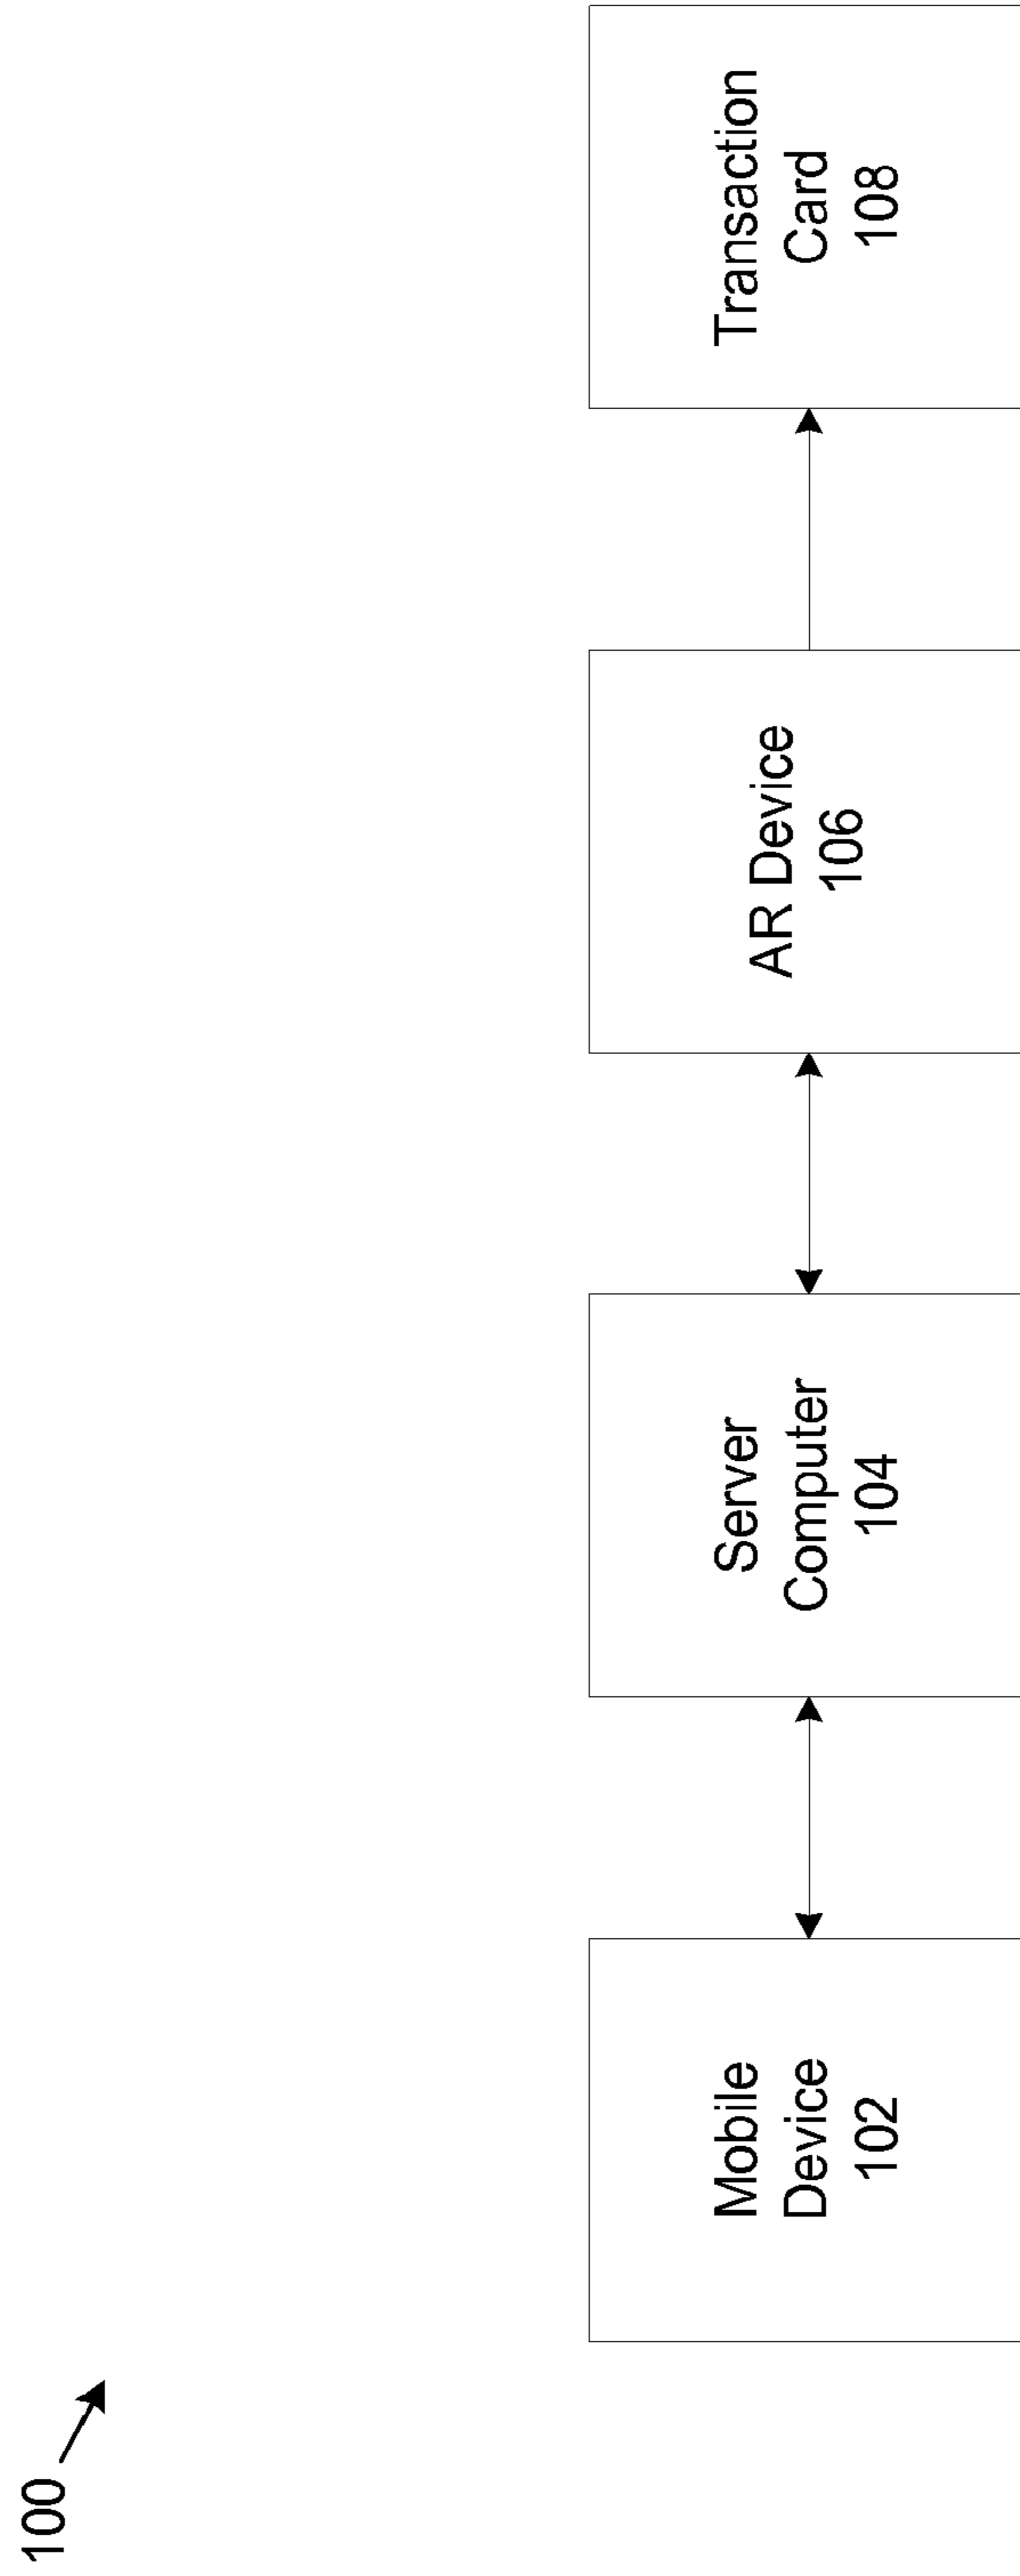 100
Mobile
Device
102
Server
Computer
104
AR Device
106
Transaction
Card
108